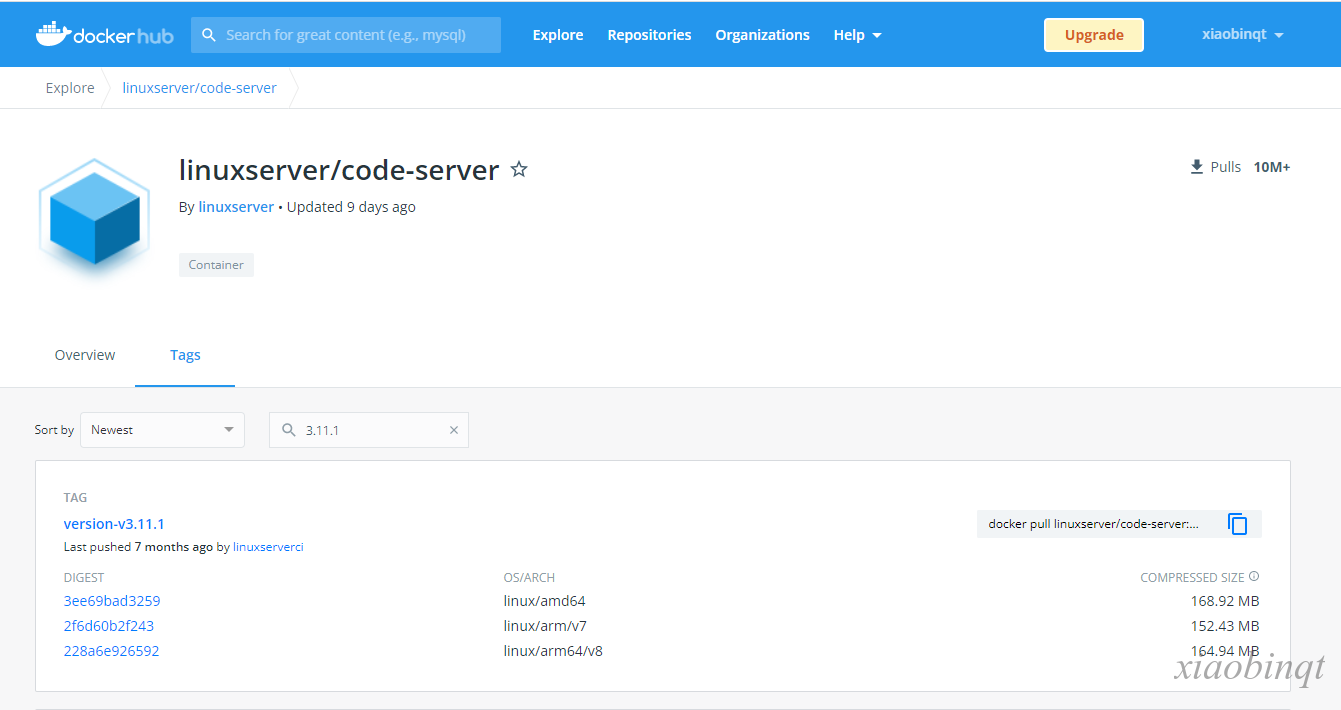 dockerhub Search for great content (e.g., mysql) Explore Repositories Organizations Help Upgrade xiaobinqt
Explore linuxserver/code-server
linuxserver/code-server
Pulls 10M+
By linuxserver • Updated 9 days ago
Container
Overview Tags
Sort by Newest 3.11.1
TAG
version-v3.11.1
docker pull linuxserver/code-server:...
Last pushed 7 months ago by linuxserverci
DIGEST OS/ARCH COMPRESSED SIZE
3ee69bad3259 linux/amd64 168.92 MB
2f6d60b2f243 linux/arm/v7 152.43 MB
228a6e926592 linux/arm64/v8 164.94 MB
xiaobinqt